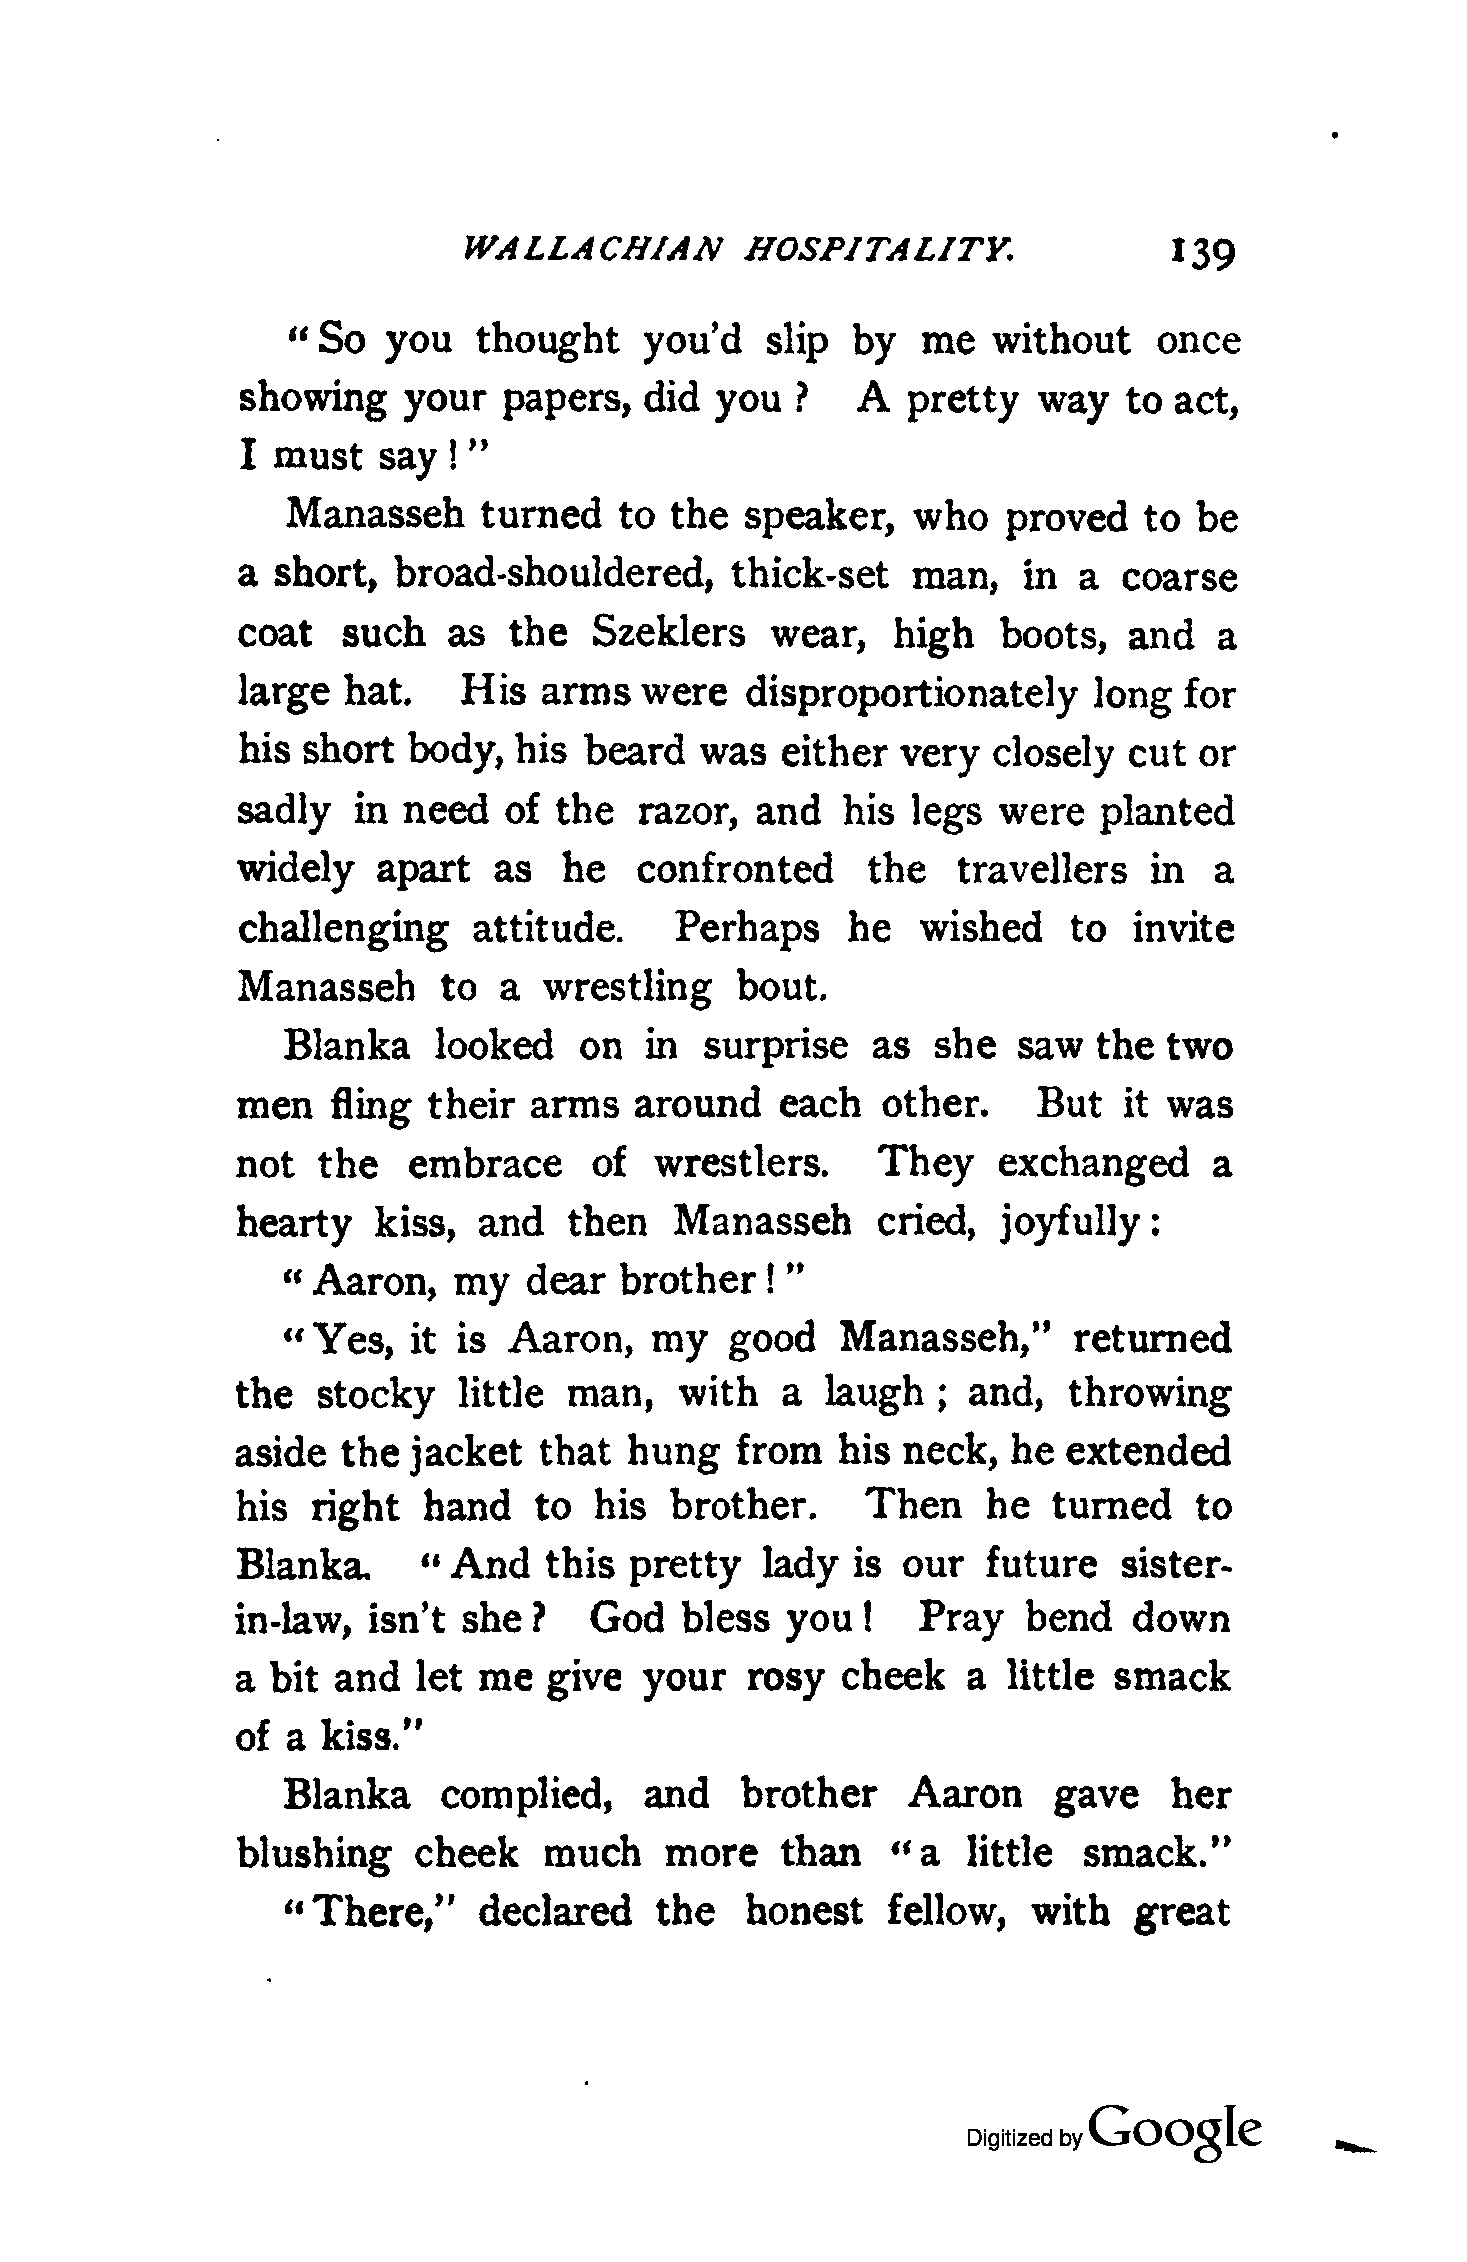 WALLACHIAN HOSPITALITY. 139
“So you thought you’d slip by me without once
showing your papers, did you? A pretty way to act,
I must say!”
Manasseh turned to the speaker, who proved to be
a short, broad-shouldered, thick-set man, in a coarse
coat such as the Szeklers wear, high boots, and a
large hat. His arms were disproportionately long for
his short body, his beard was either very closely cut or
sadly in need of the razor, and his legs were planted
widely apart as he confronted the travellers in a
challenging attitude. Perhaps he wished to invite
Manasseh to a wrestling bout.
Blanka looked on in surprise as she saw the two
men fling their arms around each other. But it was
not the embrace of wrestlers. They exchanged a
hearty kiss, and then Manasseh cried, joyfully:
“Aaron, my dear brother!”
“Yes, it is Aaron, my good Manasseh,” returned
the stocky little man, with a laugh; and, throwing
aside the jacket that hung from his neck, he extended
his right hand to his brother. Then he turned to
Blanka. “And this pretty lady is our future sister-
in-law, isn’t she? God bless you! Pray bend down
a bit and let me give your rosy cheek a little smack
of a kiss.”
Blanka complied, and brother Aaron gave her
blushing cheek much more than “a little smack.”
“There,” declared the honest fellow, with great
Digitized by Google